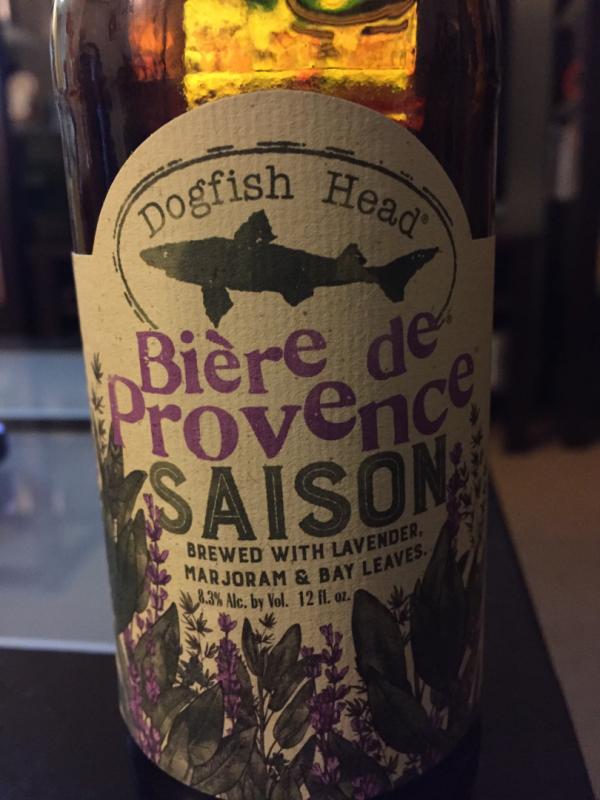 Dogfish Head®
Bière de
Provence
SAISON
BREWED WITH LAVENDER,
MARJORAM & BAY LEAVES.
8.3% Alc. by Vol. 12 fl. oz.